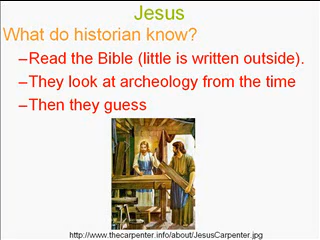 Jesus
What do historian know?
–Read the Bible (little is written outside).
–They look at archeology from the time
–Then they guess
http://www.thecarpenter.info/about/JesusCarpenter.jpg